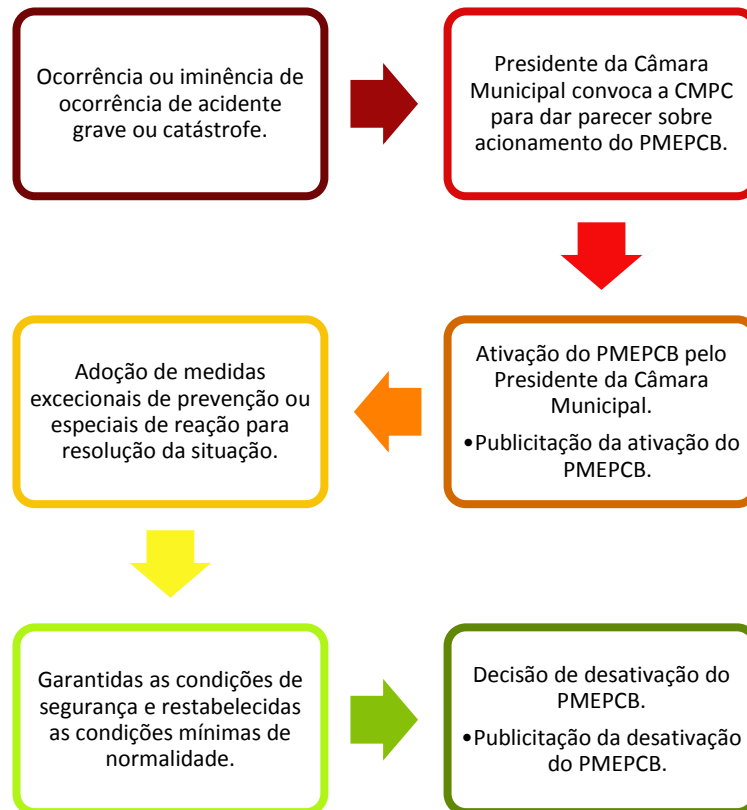 Ocorrência ou iminência de
ocorrência de acidente
grave ou catástrofe.
Presidente da Câmara
Municipal convoca a CMPC
para dar parecer sobre
acionamento do PMEPCB.
Ativação do PMEPCB pelo
Presidente da Câmara
Municipal.
•Publicitação da ativação do
PMEPCB.
Adoção de medidas
excecionais de prevenção ou
especiais de reação para
resolução da situação.
Garantidas as condições de
segurança e restabelecidas
as condições mínimas de
normalidade.
Decisão de desativação do
PMEPCB.
•Publicitação da desativação
do PMEPCB.